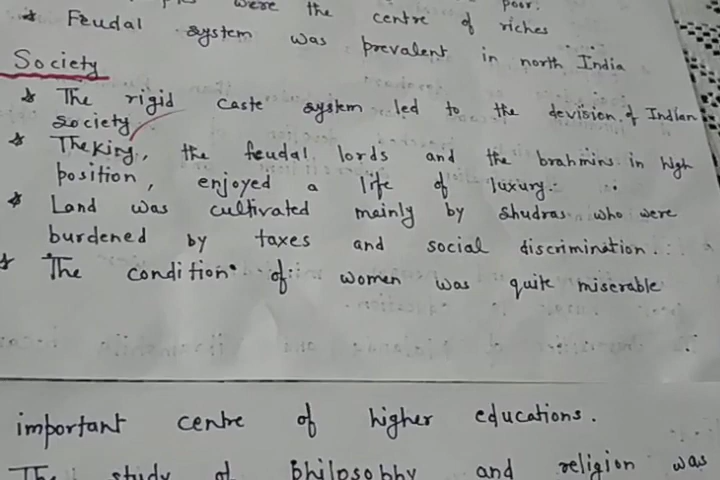 were the poor.
* Feudal system was prevalent in north India
centre of riches
Society
* The rigid caste system led to the devision of Indian
society
* The King, the feudal lords and the brahmins in high
position, enjoyed a life of luxury.
* Land was cultivated mainly by shudras who were
burdened by taxes and social discrimination.
* The condition of women was quite miserable
important centre of higher educations.
The study of philosophy and religion was